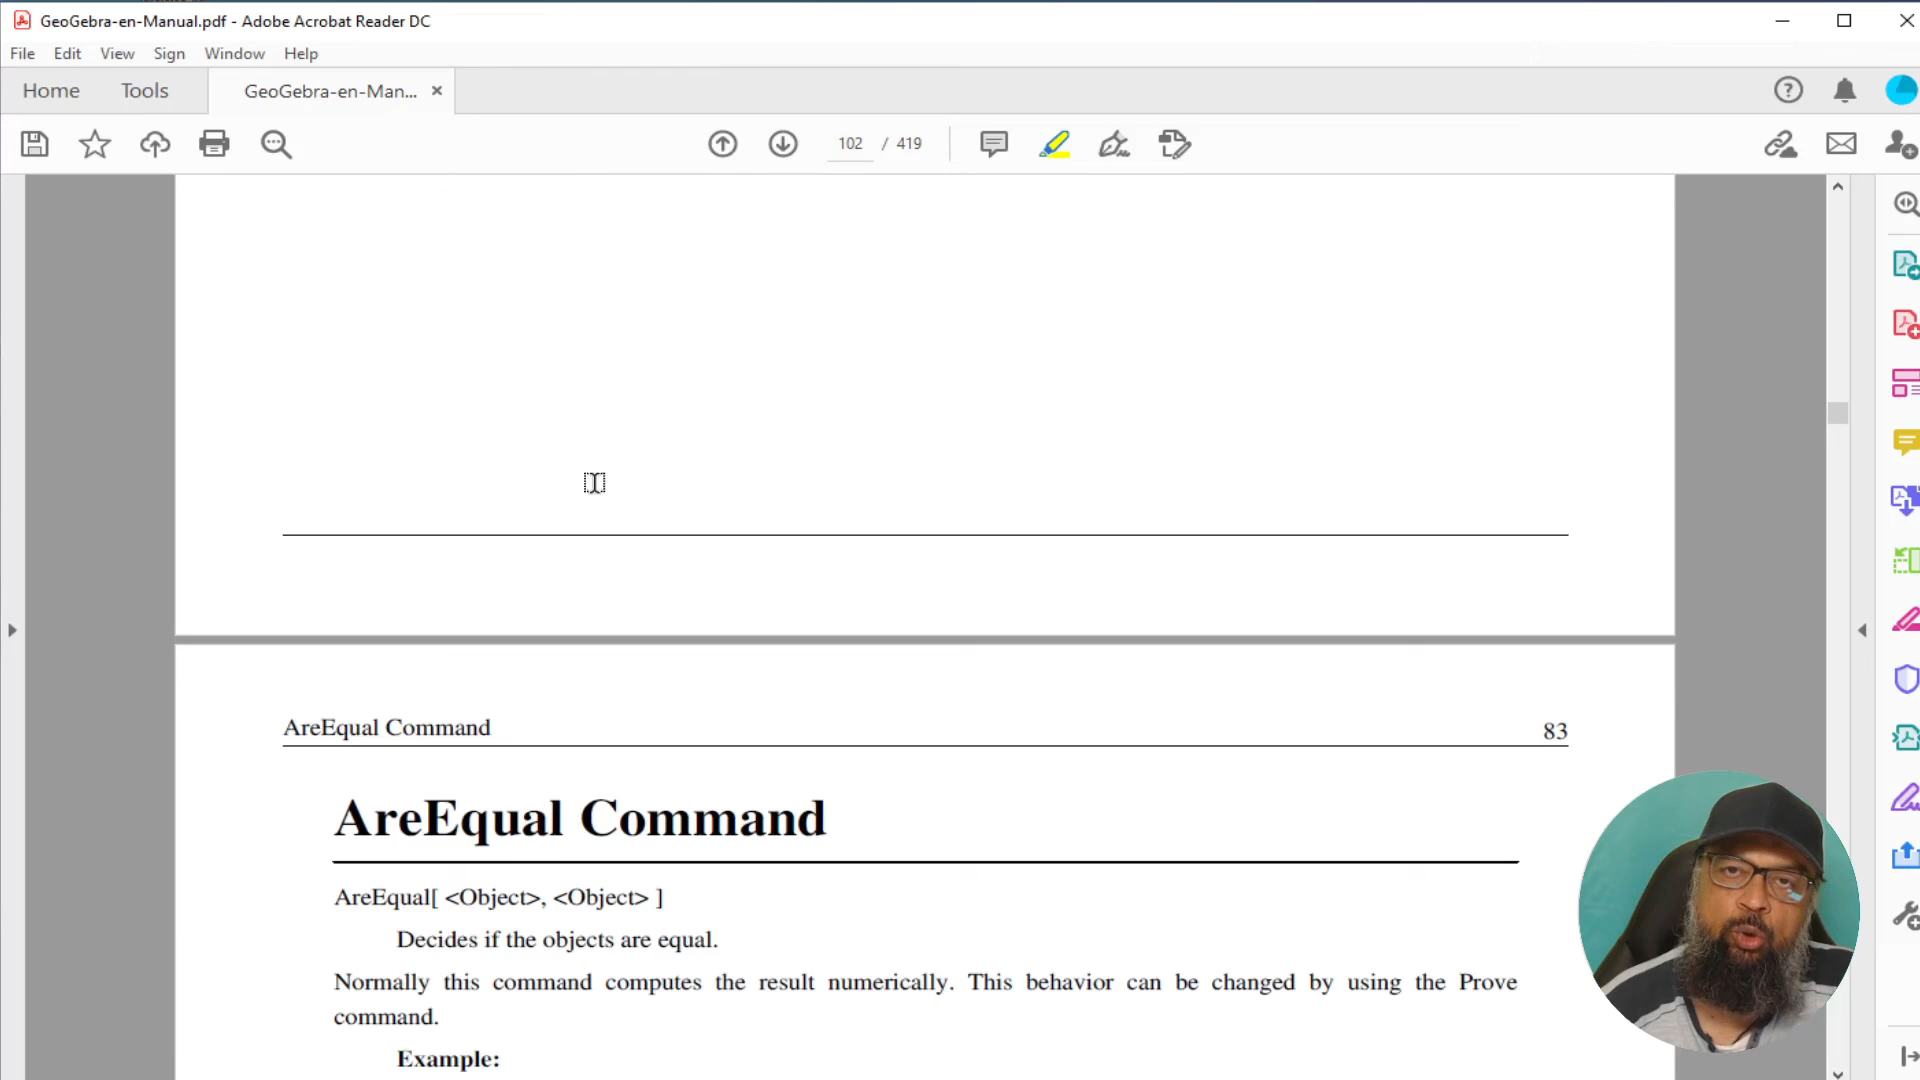 GeoGebra-en-Manual.pdf - Adobe Acrobat Reader DC
File Edit View Sign Window Help
Home Tools GeoGebra-en-Man...
102 / 419
AreEqual Command 83
AreEqual Command
AreEqual[ <Object>, <Object> ]
Decides if the objects are equal.
Normally this command computes the result numerically. This behavior can be changed by using the Prove
command.
Example: